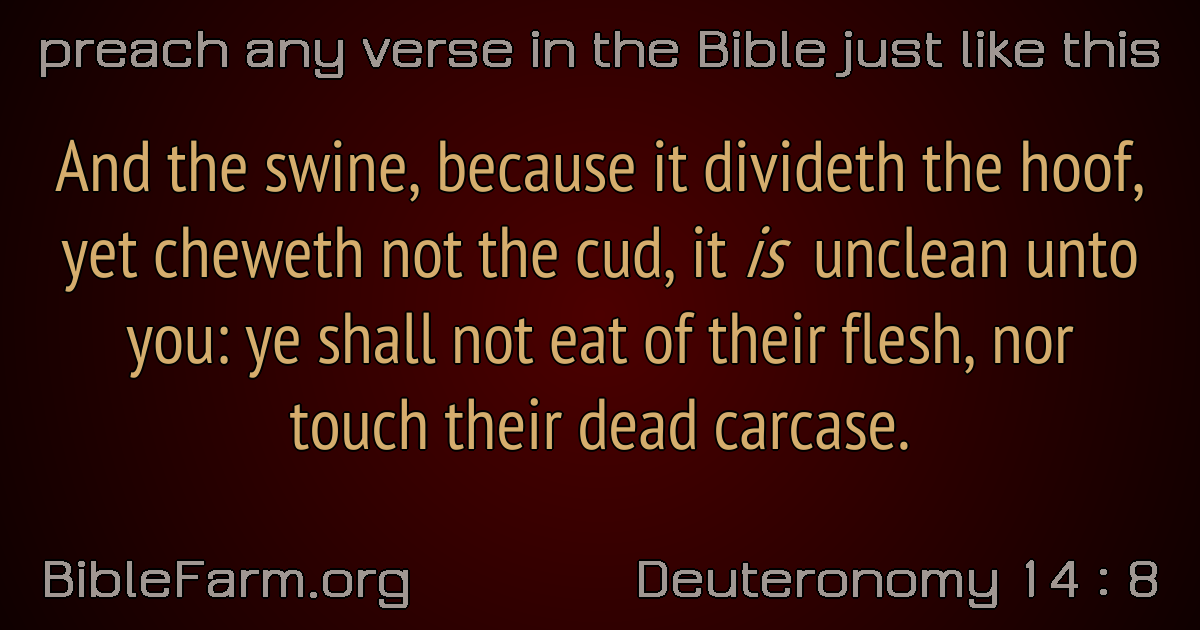 preach any verse in the Bible just like this
And the swine, because it divideth the hoof,
yet cheweth not the cud, it is unclean unto
you: ye shall not eat of their flesh, nor
touch their dead carcase.
BibleFarm.org
Deuteronomy 14 : 8